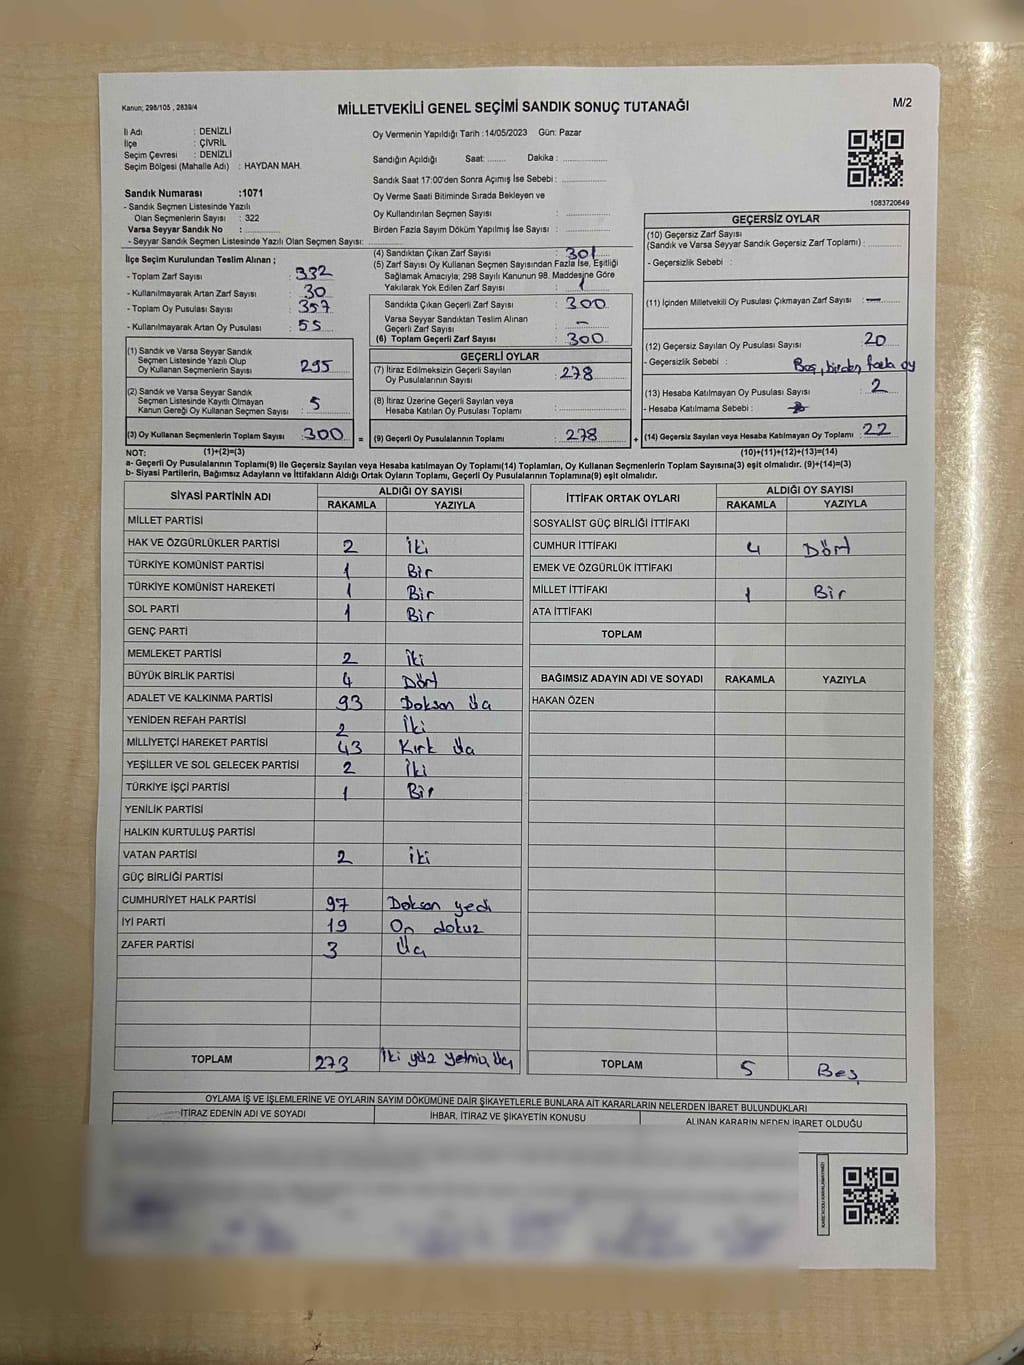 Kanun; 298/105 , 2839/4
MİLLETVEKİLİ GENEL SEÇİMİ SANDIK SONUÇ TUTANAĞI
M/2
İl Adı : DENİZLİ
İlçe : ÇİVRİL
Seçim Çevresi : DENİZLİ
Seçim Bölgesi (Mahalle Adı) : HAYDAN MAH.
Sandık Numarası :1071
- Sandık Seçmen Listesinde Yazılı
Olan Seçmenlerin Sayısı : 322
Varsa Seyyar Sandık No :
- Seyyar Sandık Seçmen Listesinde Yazılı Olan Seçmen Sayısı:
Oy Vermenin Yapıldığı Tarih :14/05/2023 Gün: Pazar
Sandığın Açıldığı Saat: ....... Dakika : ................
Sandık Saat 17:00'den Sonra Açımış İse Sebebi : ................
Oy Verme Saati Bitiminde Sırada Bekleyen ve
Oy Kullandırılan Seçmen Sayısı : ................
Birden Fazla Sayım Döküm Yapılmış İse Sayısı : ................
1083720649
İlçe Seçim Kurulundan Teslim Alınan ;
- Toplam Zarf Sayısı : 332
- Kullanılmayarak Artan Zarf Sayısı : 30
- Toplam Oy Pusulası Sayısı : 357
- Kullanılmayarak Artan Oy Pusulası : 55
(4) Sandıktan Çıkan Zarf Sayısı : 301
(5) Zarf Sayısı Oy Kullanan Seçmen Sayısından Fazla İse, Eşitliği
Sağlamak Amacıyla; 298 Sayılı Kanunun 98. Maddesine Göre
Yakılarak Yok Edilen Zarf Sayısı : 1
Sandıkta Çıkan Geçerli Zarf Sayısı : 300
Varsa Seyyar Sandıktan Teslim Alınan
Geçerli Zarf Sayısı : -
(6) Toplam Geçerli Zarf Sayısı : 300
GEÇERSİZ OYLAR
(10) Geçersiz Zarf Sayısı
(Sandık ve Varsa Seyyar Sandık Geçersiz Zarf Toplamı) : ........
- Geçersizlik Sebebi :
(11) İçinden Milletvekili Oy Pusulası Çıkmayan Zarf Sayısı : -
(12) Geçersiz Sayılan Oy Pusulası Sayısı 20
- Geçersizlik Sebebi : Boş, birden fazla oy
(13) Hesaba Katılmayan Oy Pusulası Sayısı : 2
- Hesaba Katılmama Sebebi :
(14) Geçersiz Sayılan veya Hesaba Katılmayan Oy Toplamı : 22
(1) Sandık ve Varsa Seyyar Sandık
Seçmen Listesinde Yazılı Olup
Oy Kullanan Seçmenlerin Sayısı : 295
(2) Sandık ve Varsa Seyyar Sandık
Seçmen Listesinde Kayıtlı Olmayan
Kanun Gereği Oy Kullanan Seçmen Sayısı : 5
(3) Oy Kullanan Seçmenlerin Toplam Sayısı : 300
=
GEÇERLİ OYLAR
(7) İtiraz Edilmeksizin Geçerli Sayılan
Oy Pusulalarının Sayısı : 278
(8) İtiraz Üzerine Geçerli Sayılan veya
Hesaba Katılan Oy Pusulası Toplamı : ................
(9) Geçerli Oy Pusulalarının Toplamı : 278
+
NOT: (1)+(2)=(3) (10)+(11)+(12)+(13)=(14)
a- Geçerli Oy Pusulalarının Toplamı(9) ile Geçersiz Sayılan veya Hesaba katılmayan Oy Toplamı(14) Toplamları, Oy Kullanan Seçmenlerin Toplam Sayısına(3) eşit olmalıdır. (9)+(14)=(3)
b- Siyasi Partilerin, Bağımsız Adayların ve İttifakların Aldığı Ortak Oyların Toplamı, Geçerli Oy Pusulalarının Toplamına(9) eşit olmalıdır.
SİYASİ PARTİNİN ADI ALDIĞI OY SAYISI
RAKAMLA YAZIYLA
MİLLET PARTİSİ
HAK VE ÖZGÜRLÜKLER PARTİSİ 2 İki
TÜRKİYE KOMÜNİST PARTİSİ 1 Bir
TÜRKİYE KOMÜNİST HAREKETİ 1 Bir
SOL PARTİ 1 Bir
GENÇ PARTİ
MEMLEKET PARTİSİ 2 İki
BÜYÜK BİRLİK PARTİSİ 4 Dört
ADALET VE KALKINMA PARTİSİ 93 Doksan Üç
YENİDEN REFAH PARTİSİ 2 İki
MİLLİYETÇİ HAREKET PARTİSİ 43 Kırk Üç
YEŞİLLER VE SOL GELECEK PARTİSİ 2 İki
TÜRKİYE İŞÇİ PARTİSİ 1 Bir
YENİLİK PARTİSİ
HALKIN KURTULUŞ PARTİSİ
VATAN PARTİSİ 2 İki
GÜÇ BİRLİĞİ PARTİSİ
CUMHURİYET HALK PARTİSİ 97 Doksan yedi
İYİ PARTİ 19 On dokuz
ZAFER PARTİSİ 3 Üç
TOPLAM 273 İki yüz yetmiş Üç
İTTİFAK ORTAK OYLARI ALDIĞI OY SAYISI
RAKAMLA YAZIYLA
SOSYALİST GÜÇ BİRLİĞİ İTTİFAKI
CUMHUR İTTİFAKI 4 Dört
EMEK VE ÖZGÜRLÜK İTTİFAKI
MİLLET İTTİFAKI 1 Bir
ATA İTTİFAKI
TOPLAM
BAĞIMSIZ ADAYIN ADI VE SOYADI RAKAMLA YAZIYLA
HAKAN ÖZEN
TOPLAM 5 Beş
OYLAMA İŞ VE İŞLEMLERİNE VE OYLARIN SAYIM DÖKÜMÜNE DAİR ŞİKAYETLERLE BUNLARA AİT KARARLARIN NELERDEN İBARET BULUNDUKLARI
İTİRAZ EDENİN ADI VE SOYADI İHBAR, İTİRAZ VE ŞİKAYETİN KONUSU ALINAN KARARIN NEDEN İBARET OLDUĞU